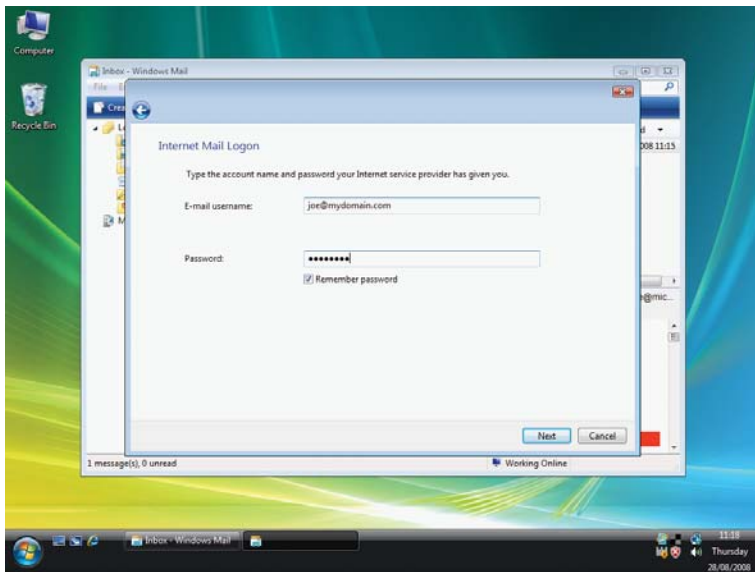 Computer
Recycle Bin
Inbox - Windows Mail
File
Crea
008 11:15
Internet Mail Logon
Type the account name and password your Internet service provider has given you.
E-mail username:
joe@mydomain.com
Password:
Remember password
@mic...
Next
Cancel
1 message(s), 0 unread
Working Online
Inbox - Windows Mail
11:18
Thursday
28/08/2008